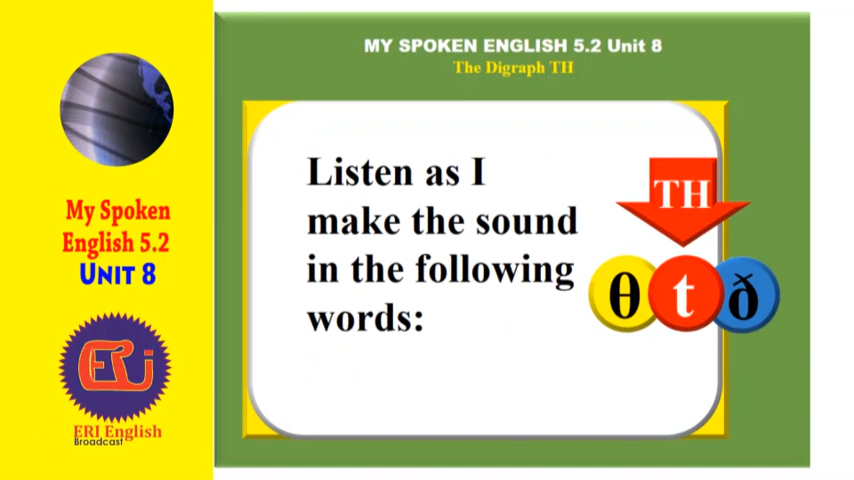 MY SPOKEN ENGLISH 5.2 Unit 8
The Digraph TH
My Spoken
English 5.2
UNIT 8
ERi
ERI English
Broadcast
Listen as I
make the sound
in the following
words:
TH
θ t ð